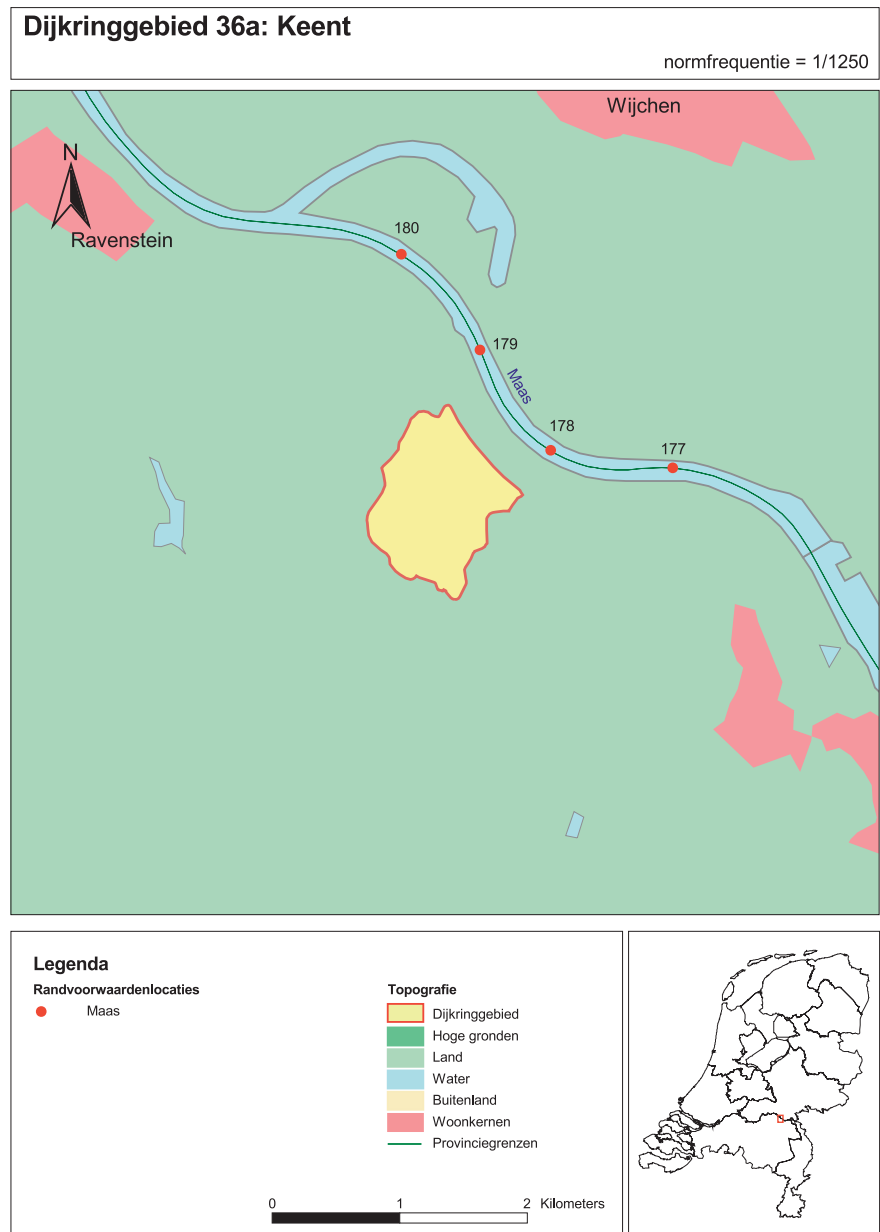 Dijkringgebied 36a: Keent
normfrequentie = 1/1250
Wijchen
N
Ravenstein
180
179
Maas
178
177
Legenda
Randvoorwaardenlocaties
Maas
Topografie
Dijkringgebied
Hoge gronden
Land
Water
Buitenland
Woonkernen
Provinciegrenzen
0 1 2 Kilometers